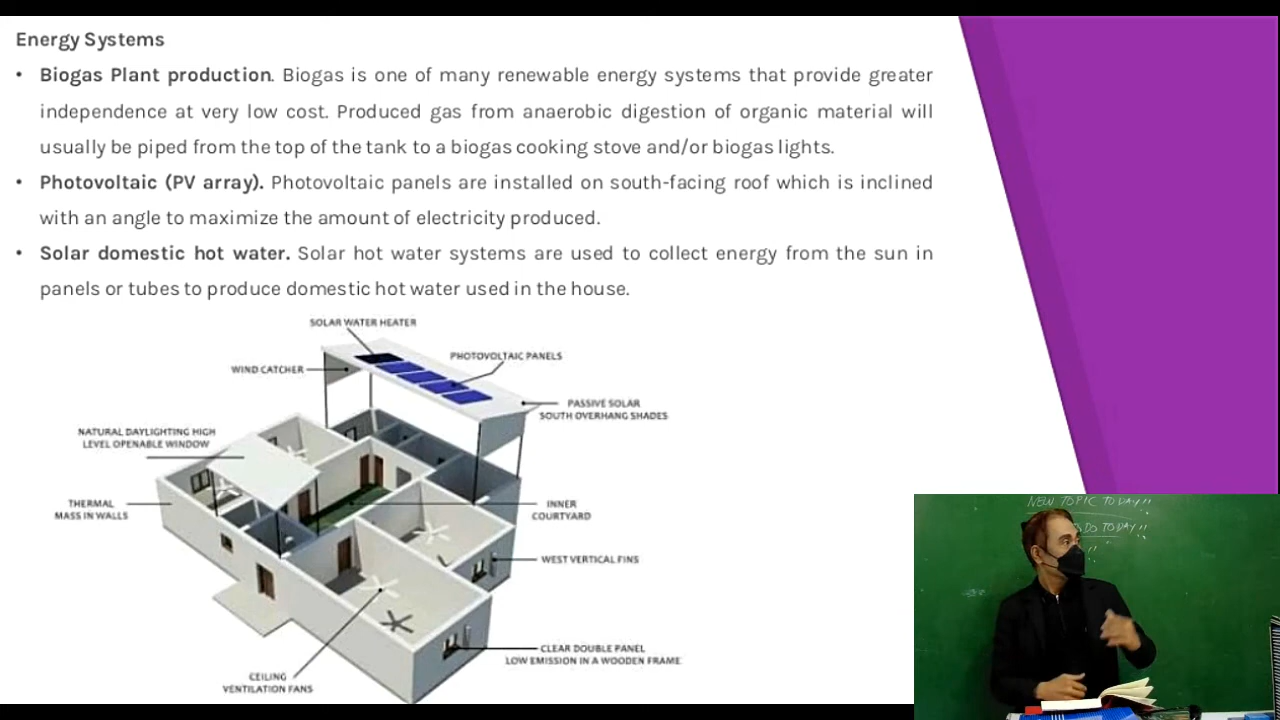 Energy Systems
• Biogas Plant production. Biogas is one of many renewable energy systems that provide greater
independence at very low cost. Produced gas from anaerobic digestion of organic material will
usually be piped from the top of the tank to a biogas cooking stove and/or biogas lights.
• Photovoltaic (PV array). Photovoltaic panels are installed on south-facing roof which is inclined
with an angle to maximize the amount of electricity produced.
• Solar domestic hot water. Solar hot water systems are used to collect energy from the sun in
panels or tubes to produce domestic hot water used in the house.
SOLAR WATER HEATER
PHOTOVOLTAIC PANELS
WIND CATCHER
PASSIVE SOLAR
SOUTH OVERHANG SHADES
NATURAL DAYLIGHTING HIGH
LEVEL OPENABLE WINDOW
THERMAL
MASS IN WALLS
INNER
COURTYARD
WEST VERTICAL FINS
CLEAR DOUBLE PANEL
LOW EMISSION IN A WOODEN FRAME
CEILING
VENTILATION FANS
NEW TOPIC TODAY!!
DO TODAY!!
!!